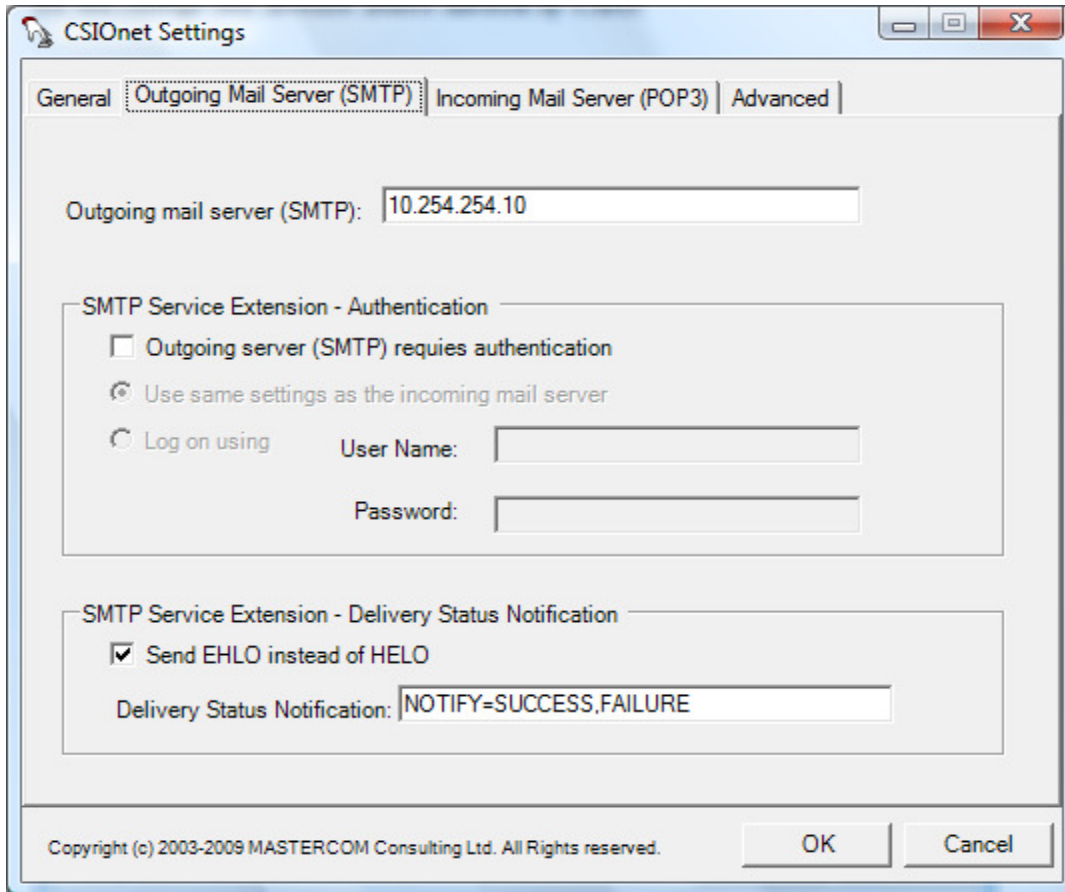 CSIOnet Settings
General Outgoing Mail Server (SMTP) Incoming Mail Server (POP3) Advanced
Outgoing mail server (SMTP): 10.254.254.10
SMTP Service Extension - Authentication
Outgoing server (SMTP) requies authentication
Use same settings as the incoming mail server
Log on using User Name:
Password:
SMTP Service Extension - Delivery Status Notification
Send EHLO instead of HELO
Delivery Status Notification: NOTIFY=SUCCESS,FAILURE
Copyright (c) 2003-2009 MASTERCOM Consulting Ltd. All Rights reserved. OK Cancel